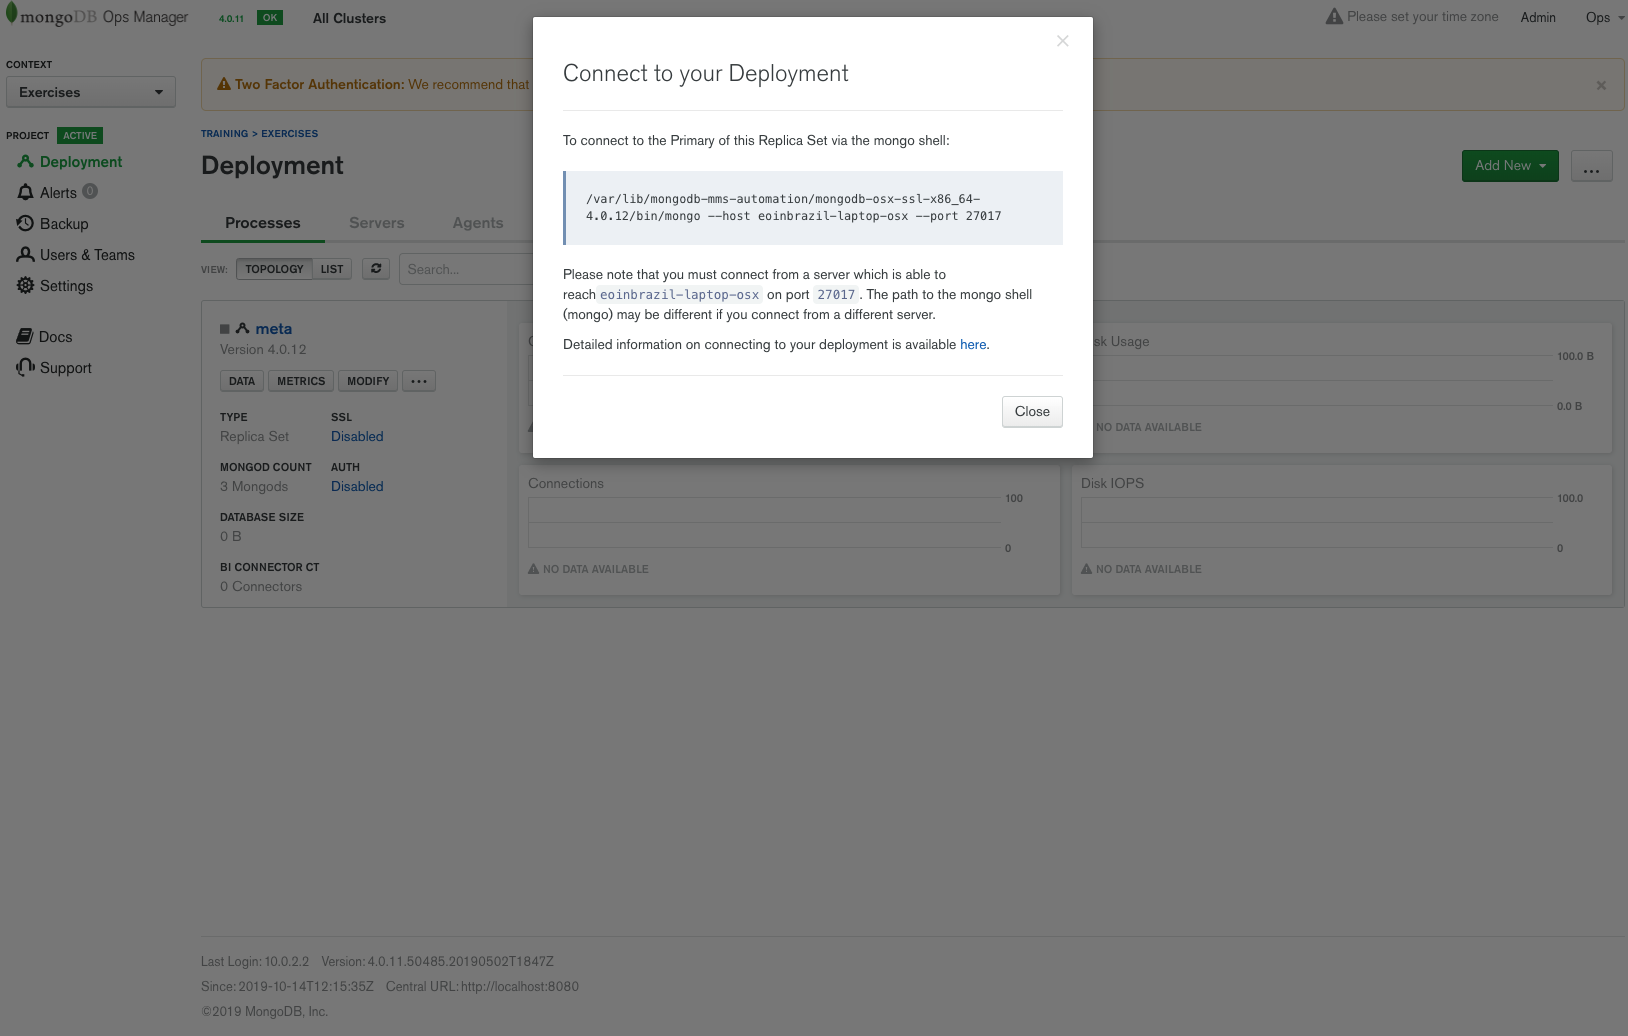 mongoDB Ops Manager 4.0.11 OK All Clusters Please set your time zone Admin Ops
CONTEXT
Exercises
PROJECT ACTIVE
Deployment
Alerts 0
Backup
Users & Teams
Settings
Docs
Support
Two Factor Authentication: We recommend that
TRAINING > EXERCISES
Deployment
Add New ...
Processes Servers Agents
VIEW: TOPOLOGY LIST Search...
meta
Version 4.0.12
DATA METRICS MODIFY ...
TYPE SSL
Replica Set Disabled
MONGOD COUNT AUTH
3 Mongods Disabled
DATABASE SIZE
0 B
BI CONNECTOR CT
0 Connectors
Connect to your Deployment
To connect to the Primary of this Replica Set via the mongo shell:
/var/lib/mongodb-mms-automation/mongodb-osx-ssl-x86_64-
4.0.12/bin/mongo --host eoinbrazil-laptop-osx --port 27017
Please note that you must connect from a server which is able to
reach eoinbrazil-laptop-osx on port 27017. The path to the mongo shell
(mongo) may be different if you connect from a different server.
Detailed information on connecting to your deployment is available here.
Close
sk Usage
100.0 B
0.0 B
NO DATA AVAILABLE
Connections
100
0
NO DATA AVAILABLE
Disk IOPS
100.0
0
NO DATA AVAILABLE
Last Login: 10.0.2.2 Version: 4.0.11.50485.20190502T1847Z
Since: 2019-10-14T12:15:35Z Central URL: http://localhost:8080
©2019 MongoDB, Inc.